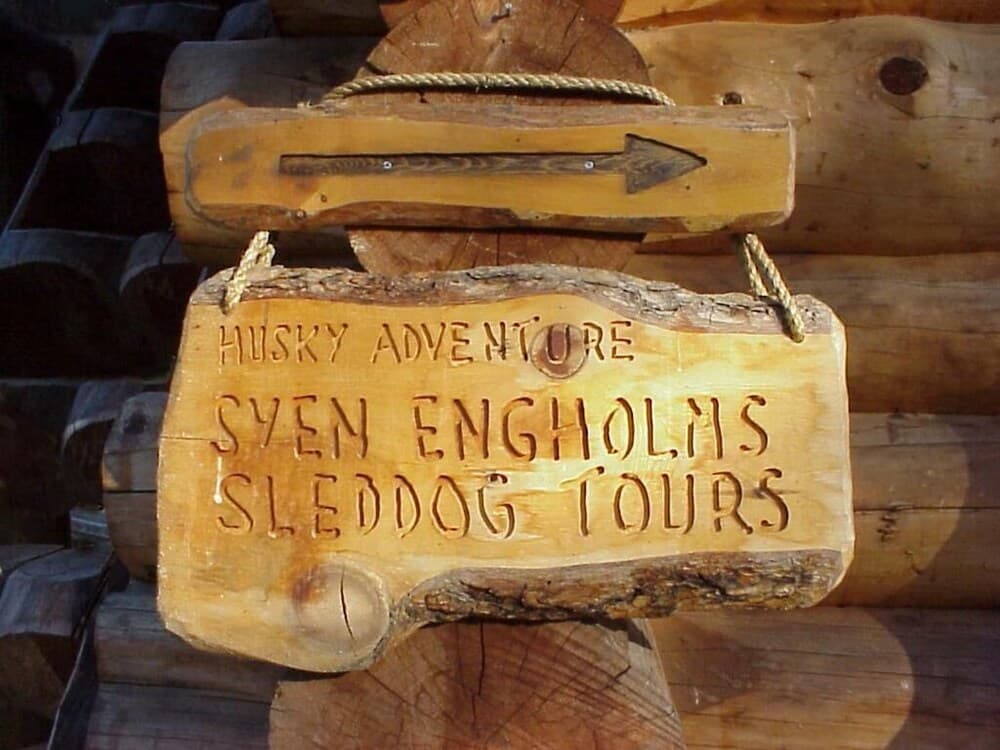 HUSKY ADVENTURE
SVEN ENGHOLMS
SLEDDOG TOURS